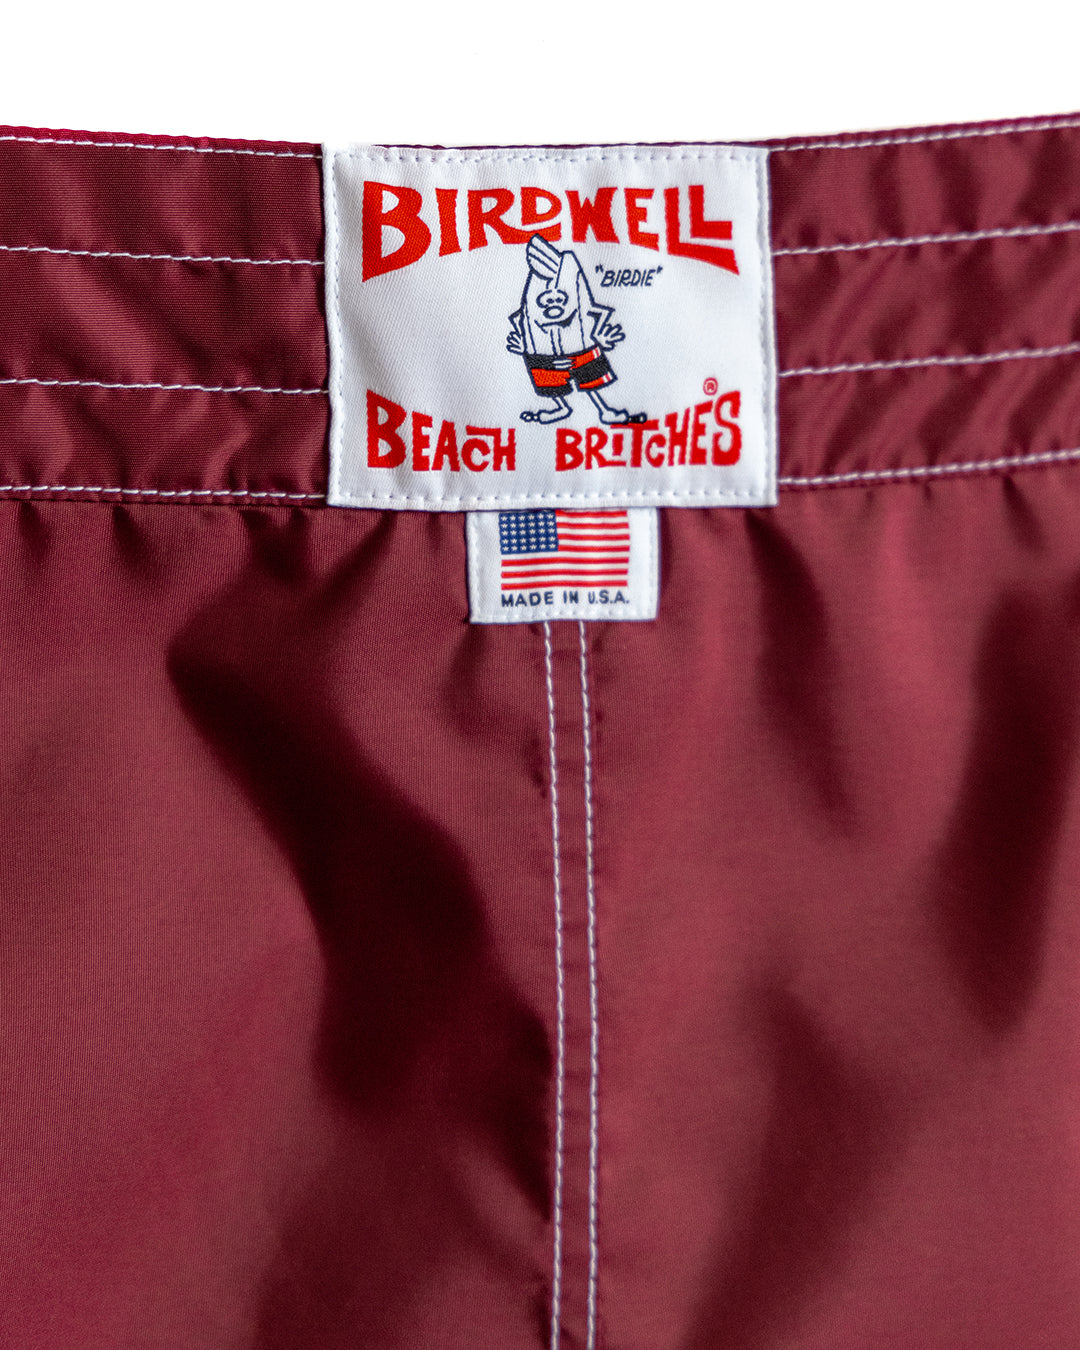 BIRDWELL
"BIRDIE"
BEACH BRITCHES
®
MADE IN U.S.A.